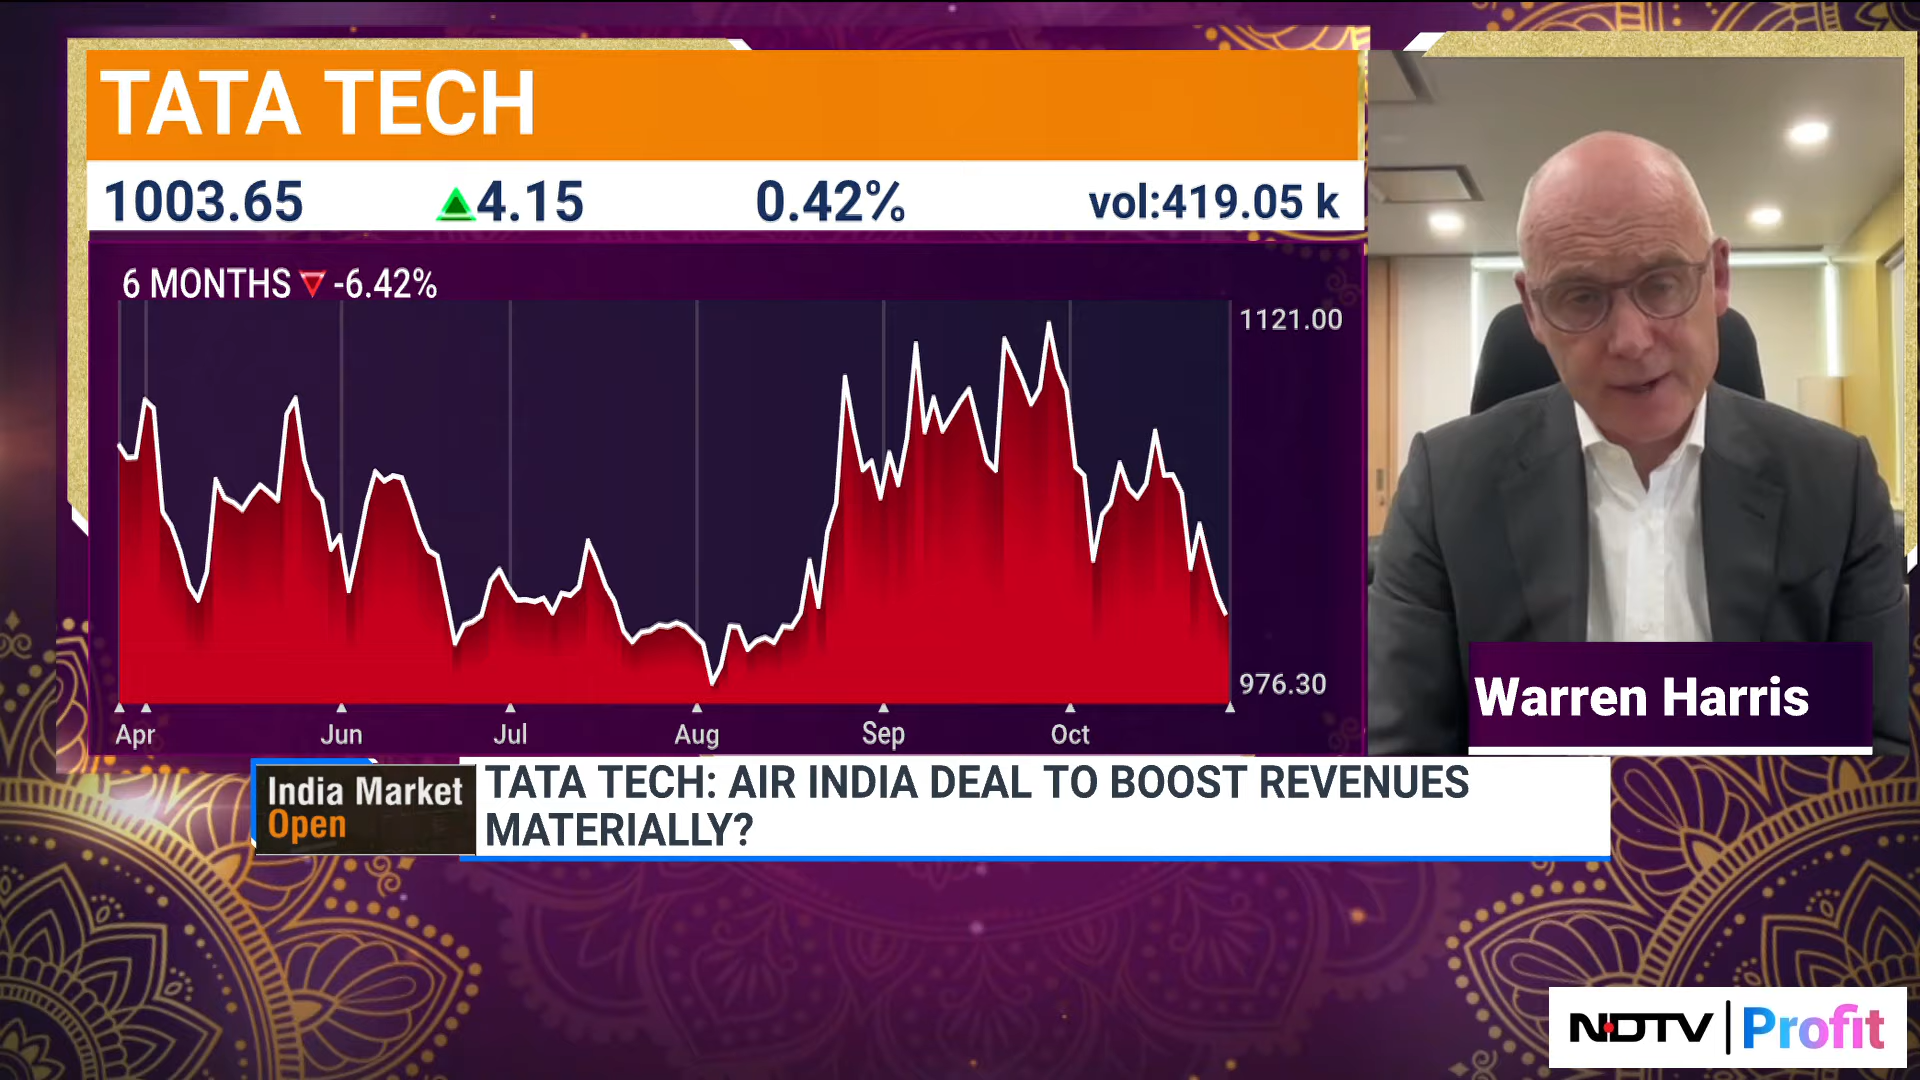 TATA TECH
1003.65 4.15 0.42% vol:419.05 k
6 MONTHS -6.42%
1121.00
976.30
Apr Jun Jul Aug Sep Oct
Warren Harris
India Market
Open
TATA TECH: AIR INDIA DEAL TO BOOST REVENUES
MATERIALLY?
NDTV Profit